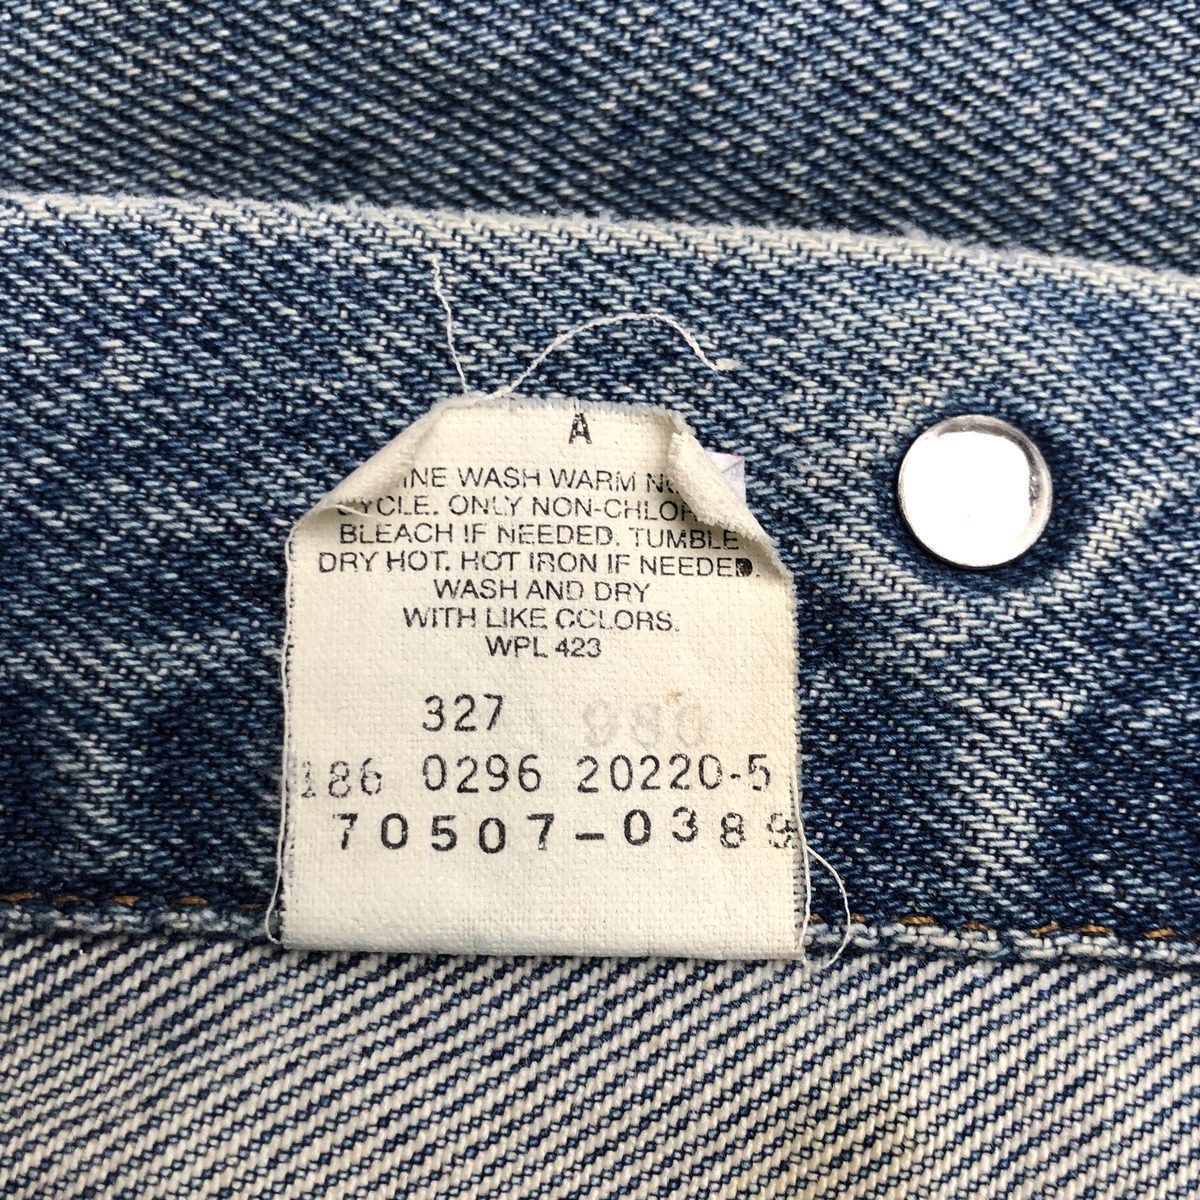 A
WASH WARM
CYCLE. ONLY NON-CHLOR
BLEACH IF NEEDED. TUMBLE
DRY HOT. HOT IRON IF NEEDED.
WASH AND DRY
WITH LIKE COLORS.
WPL 423
327
186 0296 20220-5
70507-0389